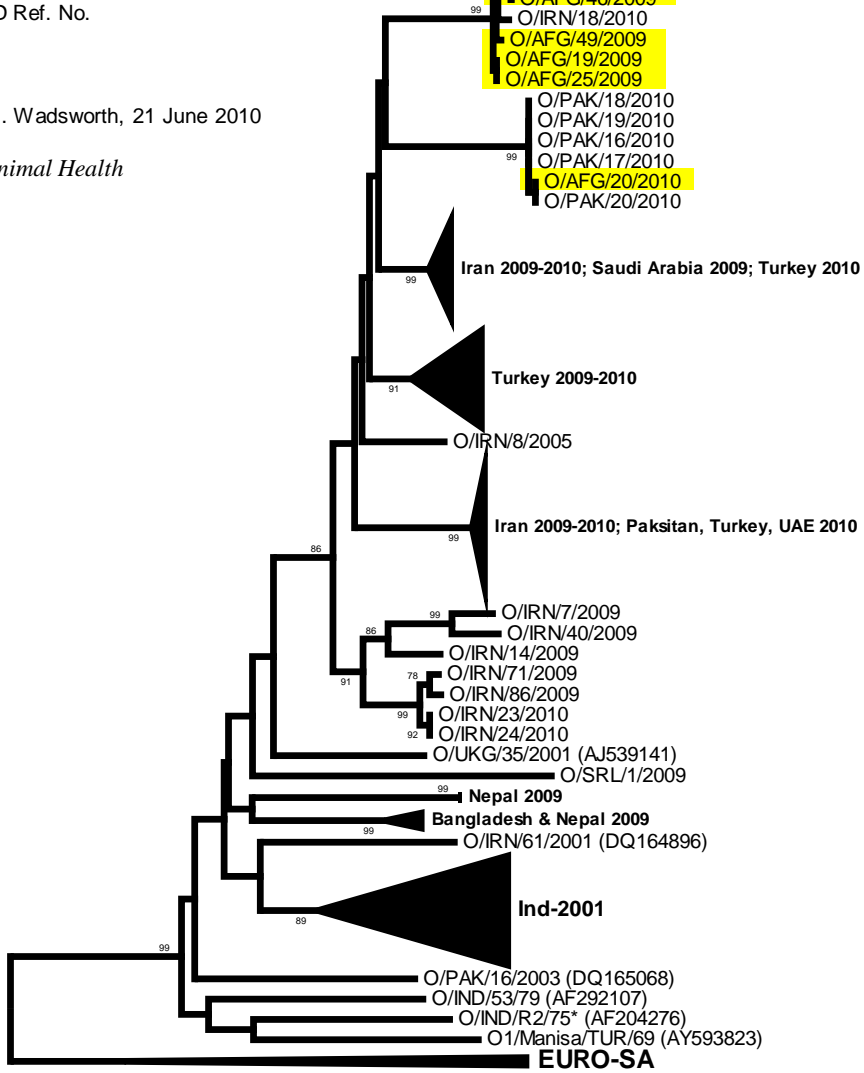 O/AFG/48/2009
99
O/IRN/18/2010
Ref. No.
O/AFG/49/2009
O/AFG/19/2009
O/AFG/25/2009
O/PAK/18/2010
. Wadsworth, 21 June 2010
O/PAK/19/2010
O/PAK/16/2010
99
O/PAK/17/2010
nimal Health
O/AFG/20/2010
O/PAK/20/2010
Iran 2009-2010; Saudi Arabia 2009; Turkey 2010
99
Turkey 2009-2010
91
O/IRN/8/2005
Iran 2009-2010; Paksitan, Turkey, UAE 2010
99
86
O/IRN/7/2009
99
O/IRN/40/2009
86
O/IRN/14/2009
O/IRN/71/2009
78
91
O/IRN/86/2009
99
O/IRN/23/2010
92
O/IRN/24/2010
O/UKG/35/2001 (AJ539141)
O/SRL/1/2009
99
Nepal 2009
Bangladesh & Nepal 2009
99
O/IRN/61/2001 (DQ164896)
Ind-2001
89
99
O/PAK/16/2003 (DQ165068)
O/IND/53/79 (AF292107)
O/IND/R2/75* (AF204276)
O1/Manisa/TUR/69 (AY593823)
EURO-SA